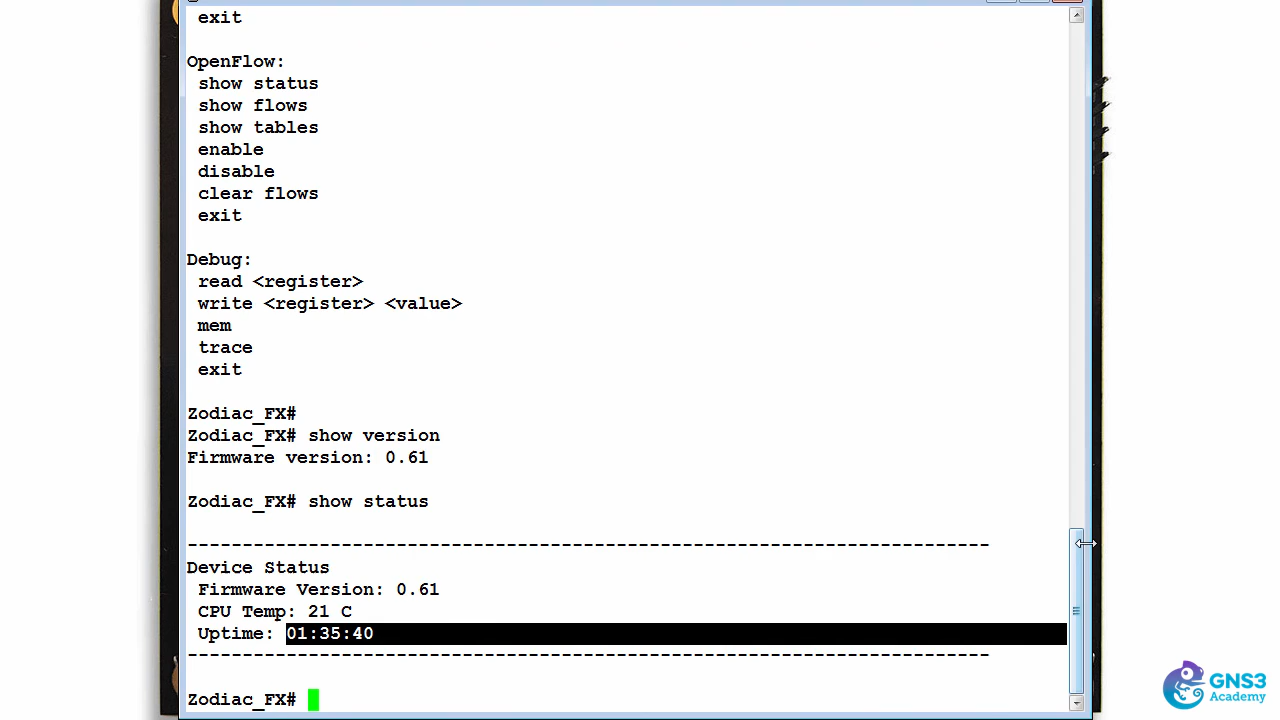 exit
OpenFlow:
show status
show flows
show tables
enable
disable
clear flows
exit
Debug:
read <register>
write <register> <value>
mem
trace
exit
Zodiac_FX#
Zodiac_FX# show version
Firmware version: 0.61
Zodiac_FX# show status
-------------------------------------------------------------------------
Device Status
Firmware Version: 0.61
CPU Temp: 21 C
Uptime: 01:35:40
-------------------------------------------------------------------------
Zodiac_FX#
GNS3
Academy